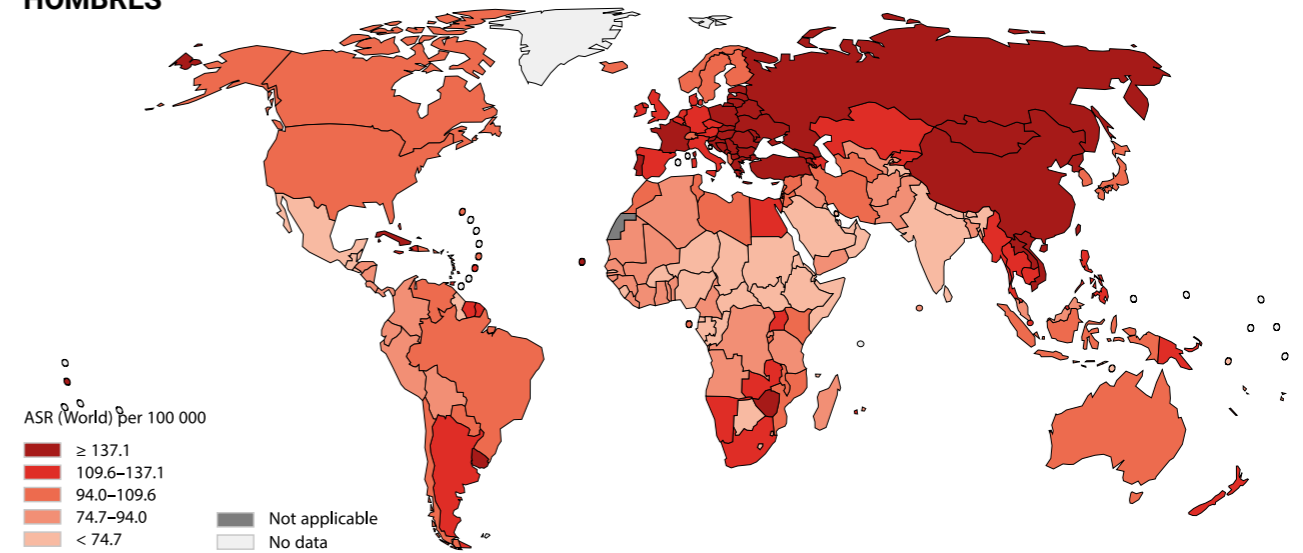 HOMBRES
ASR (World) per 100 000
≥ 137.1
109.6–137.1
94.0–109.6
74.7–94.0
< 74.7
Not applicable
No data